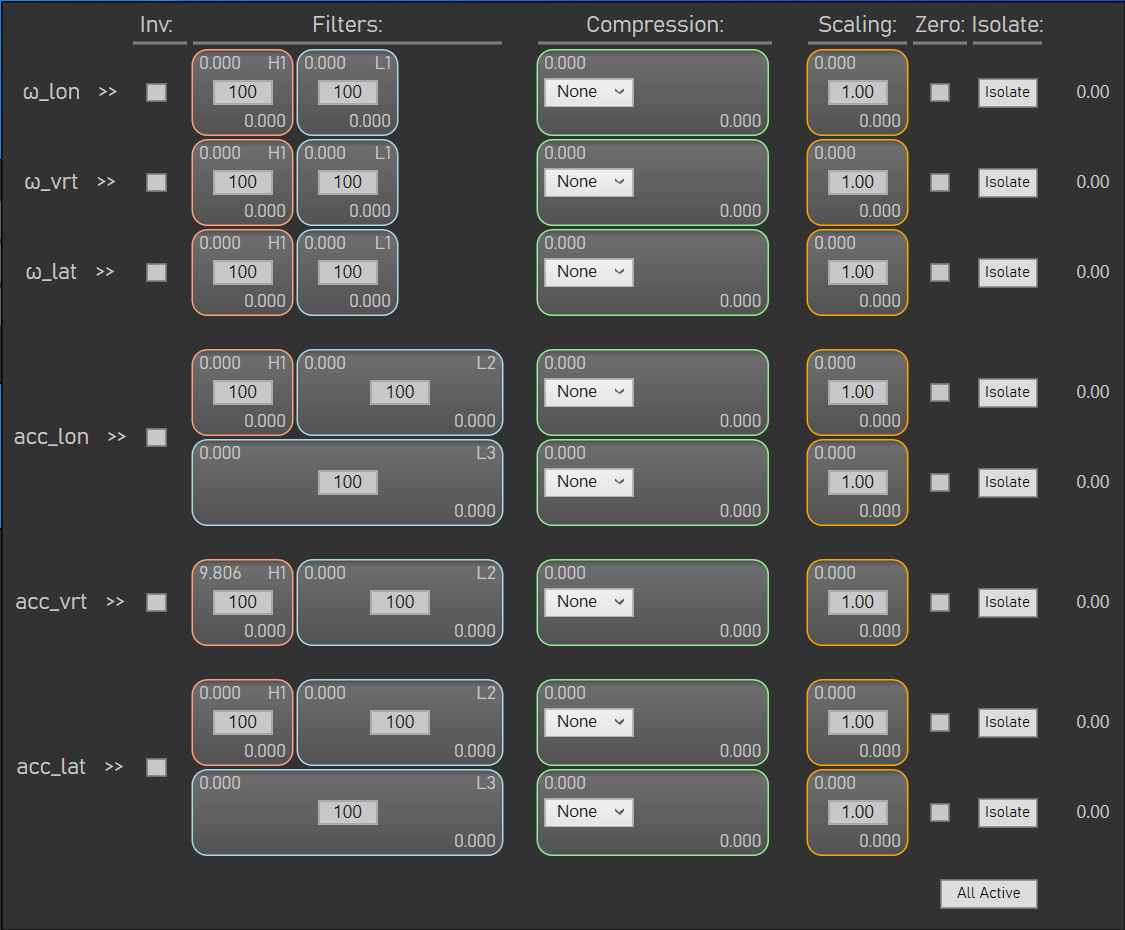 Inv: Filters: Compression: Scaling: Zero: Isolate:
0.000 H1 0.000 L1 0.000 0.000
ω_lon >> 100 100 None 1.00 Isolate 0.00
0.000 0.000 0.000 0.000
0.000 H1 0.000 L1 0.000 0.000
ω_vrt >> 100 100 None 1.00 Isolate 0.00
0.000 0.000 0.000 0.000
0.000 H1 0.000 L1 0.000 0.000
ω_lat >> 100 100 None 1.00 Isolate 0.00
0.000 0.000 0.000 0.000
0.000 H1 0.000 L2 0.000 0.000
100 100 None 1.00 Isolate 0.00
0.000 0.000 0.000 0.000
acc_lon >>
0.000 L3 0.000 0.000
100 None 1.00 Isolate 0.00
0.000 0.000 0.000
9.806 H1 0.000 L2 0.000 0.000
acc_vrt >> 100 100 None 1.00 Isolate 0.00
0.000 0.000 0.000 0.000
0.000 H1 0.000 L2 0.000 0.000
100 100 None 1.00 Isolate 0.00
0.000 0.000 0.000 0.000
acc_lat >>
0.000 L3 0.000 0.000
100 None 1.00 Isolate 0.00
0.000 0.000 0.000
All Active